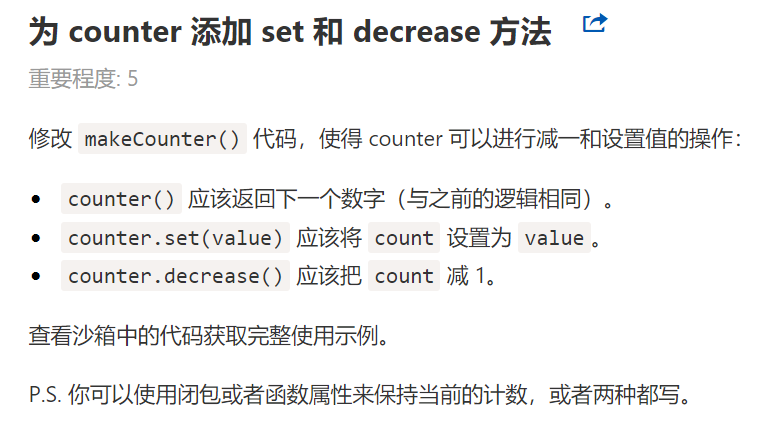 为 counter 添加 set 和 decrease 方法
重要程度: 5
修改 makeCounter() 代码，使得 counter 可以进行减一和设置值的操作：
counter() 应该返回下一个数字（与之前的逻辑相同）。
counter.set(value) 应该将 count 设置为 value。
counter.decrease() 应该把 count 减 1。
查看沙箱中的代码获取完整使用示例。
P.S. 你可以使用闭包或者函数属性来保持当前的计数，或者两种都写。